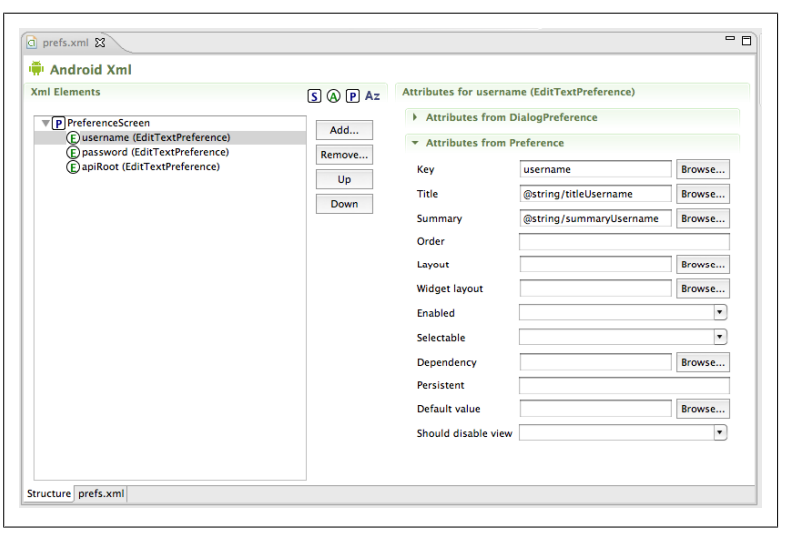 prefs.xml
Android Xml
Xml Elements
S A P Az
P PreferenceScreen
E username (EditTextPreference)
E password (EditTextPreference)
E apiRoot (EditTextPreference)
Add...
Remove...
Up
Down
Attributes for username (EditTextPreference)
Attributes from DialogPreference
Attributes from Preference
Key username Browse...
Title @string/titleUsername Browse...
Summary @string/summaryUsername Browse...
Order
Layout Browse...
Widget layout Browse...
Enabled
Selectable
Dependency Browse...
Persistent
Default value Browse...
Should disable view
Structure prefs.xml